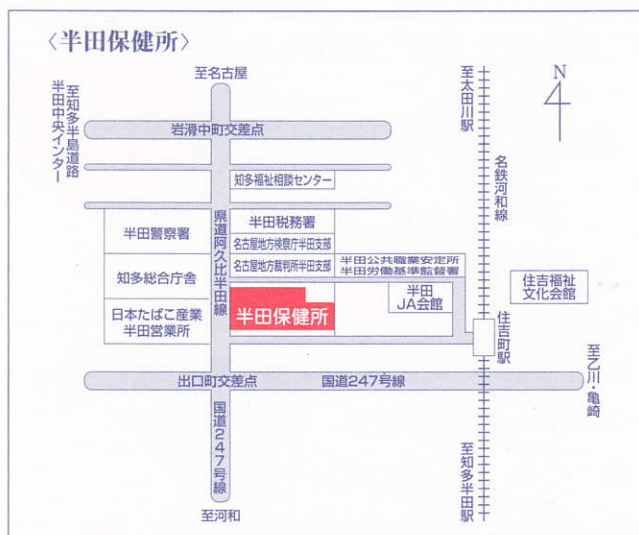 〈半田保健所〉
至名古屋
至知多半島道路
半田中央インター
岩滑中町交差点
至太田川駅
N
名鉄河和線
知多福祉相談センター
県道阿久比半田線
半田警察署
半田税務署
名古屋地方検察庁半田支部
知多総合庁舎
名古屋地方裁判所半田支部
半田公共職業安定所
半田労働基準監督署
住吉福祉
文化会館
日本たばこ産業
半田営業所
半田保健所
半田
JA会館
住吉町駅
出口町交差点
国道247号線
至乙川・亀崎
国道247号線
至知多半田駅
至河和